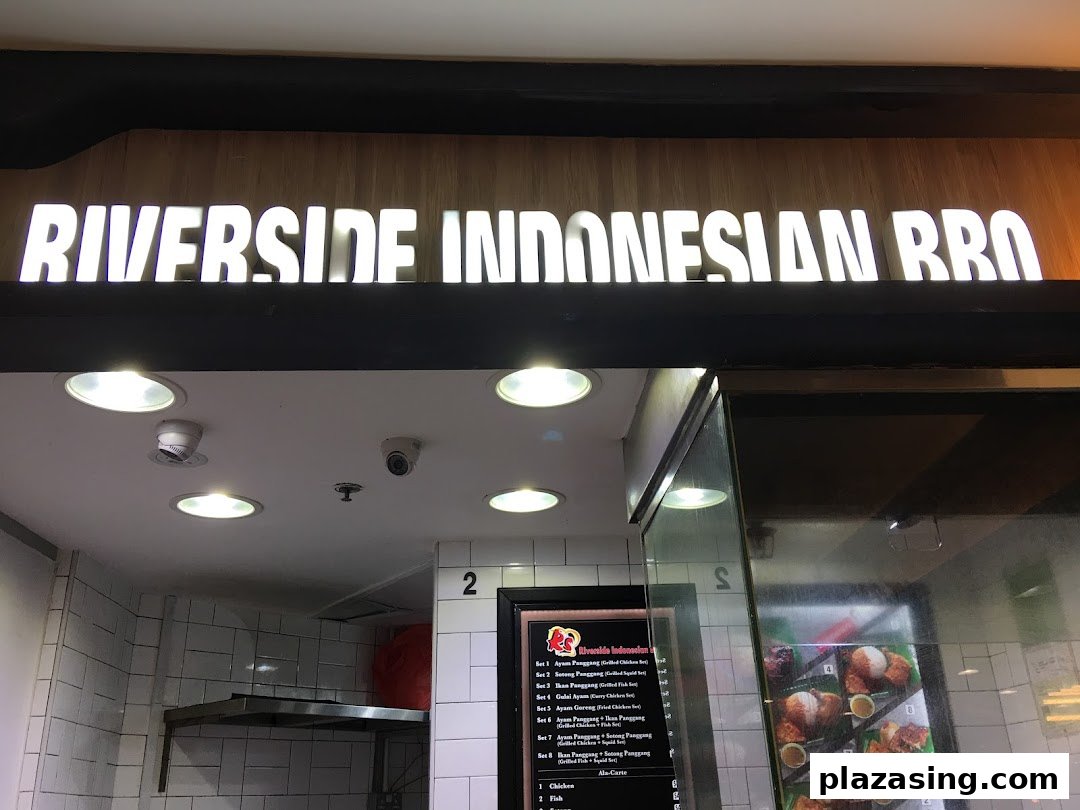 RIVERSIDE INDONESIAN BBQ
2
RS
Riverside Indonesian
Set 1 Ayam Panggang (Grilled Chicken Set)
Set 2 Sotong Panggang (Grilled Squid Set)
Set 3 Ikan Panggang (Grilled Fish Set)
Set 4 Gulai Ayam (Curry Chicken Set)
Set 5 Ayam Goreng (Fried Chicken Set)
Set 6 Ayam Panggang + Ikan Panggang
(Grilled Chicken + Fish Set)
Set 7 Ayam Panggang + Sotong Panggang
(Grilled Chicken + Squid Set)
Set 8 Ikan Panggang + Sotong Panggang
(Grilled Fish + Squid Set)
Ala-Carte
1 Chicken
2 Fish
plazasing.com